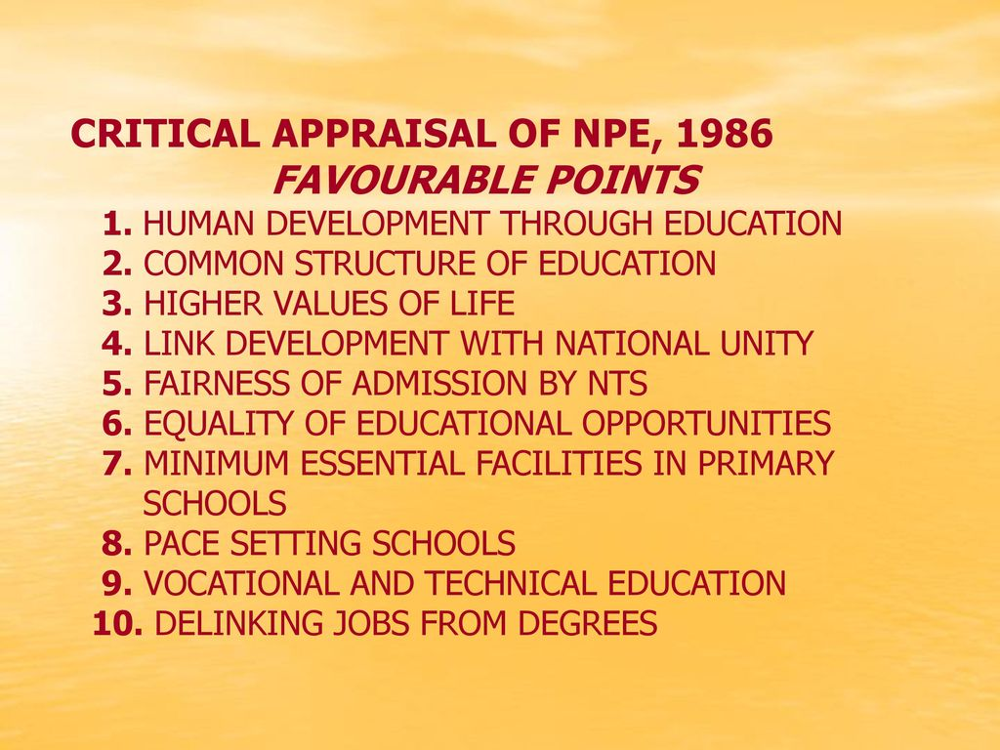 CRITICAL APPRAISAL OF NPE, 1986
FAVOURABLE POINTS
1. HUMAN DEVELOPMENT THROUGH EDUCATION
2. COMMON STRUCTURE OF EDUCATION
3. HIGHER VALUES OF LIFE
4. LINK DEVELOPMENT WITH NATIONAL UNITY
5. FAIRNESS OF ADMISSION BY NTS
6. EQUALITY OF EDUCATIONAL OPPORTUNITIES
7. MINIMUM ESSENTIAL FACILITIES IN PRIMARY
SCHOOLS
8. PACE SETTING SCHOOLS
9. VOCATIONAL AND TECHNICAL EDUCATION
10. DELINKING JOBS FROM DEGREES